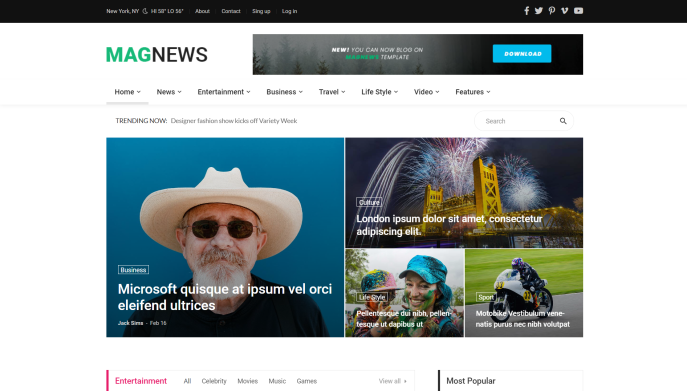 New York, NY HI 58° LO 56° About Contact Sing up Log in
MAGNEWS
NEW! YOU CAN NOW BLOG ON
MAGNEWS TEMPLATE
DOWNLOAD
Home News Entertainment Business Travel Life Style Video Features
TRENDING NOW: Designer fashion show kicks off Variety Week
Search
Business
Microsoft quisque at ipsum vel orci
eleifend ultrices
Jack Sims - Feb 16
Culture
London ipsum dolor sit amet, consectetur
adipiscing elit.
Life Style
Pellentesque dui nibh, pellen-
tesque ut dapibus ut
Sport
Motobike Vestibulum vene-
natis purus nec nibh volutpat
Entertainment All Celebrity Movies Music Games View all
Most Popular